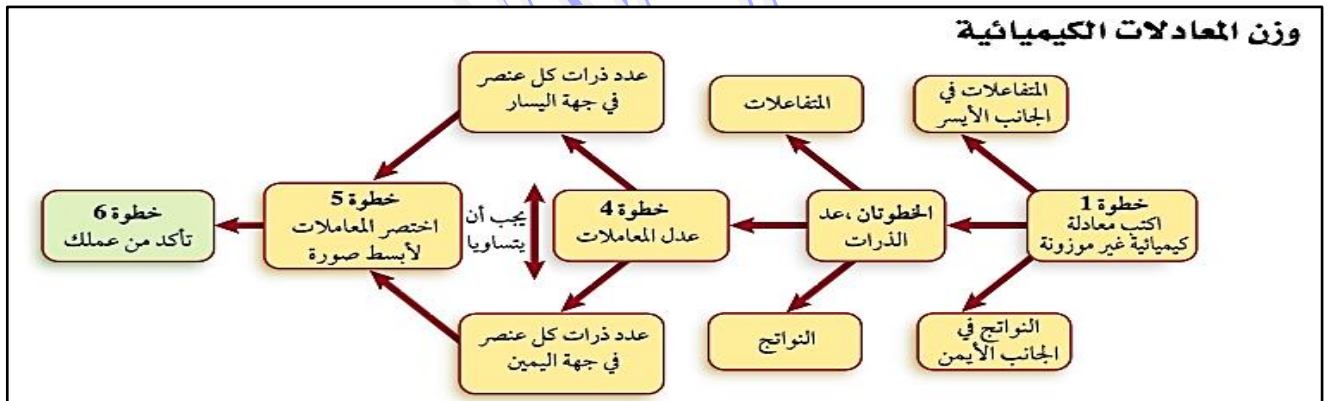 وزن المعادلات الكيميائية
المتفاعلات في
الجانب الأيسر
خطوة 1
اكتب معادلة
كيميائية غير موزونة
النواتج في
الجانب الأيمن
المتفاعلات
الخطوتان ،عد
الذرات
النواتج
عدد ذرات كل عنصر
في جهة اليسار
خطوة 4
عدل المعاملات
عدد ذرات كل عنصر
في جهة اليمين
يجب أن
يتساويا
خطوة 5
اختصر المعاملات
لأبسط صورة
خطوة 6
تأكد من عملك